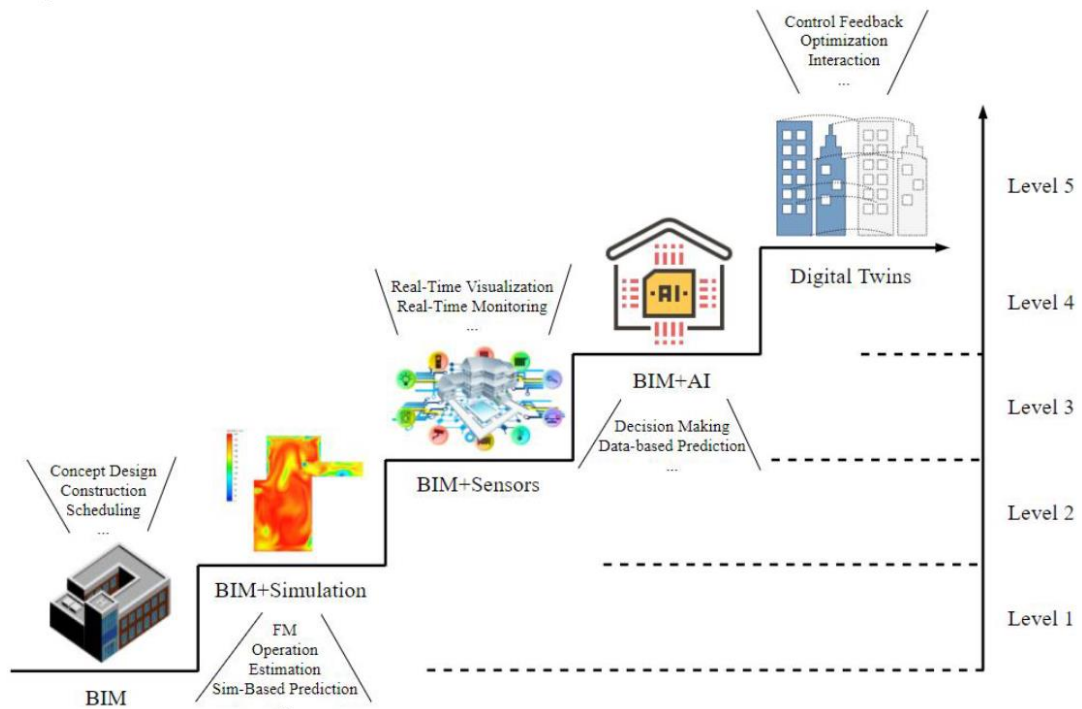 Control Feedback
Optimization
Interaction
...
Level 5
Digital Twins
Real-Time Visualization
Real-Time Monitoring
...
AI
Level 4
BIM+AI
Level 3
Decision Making
Data-based Prediction
...
Concept Design
Construction
Scheduling
...
BIM+Sensors
Level 2
BIM+Simulation
Level 1
FM
Operation
Estimation
Sim-Based Prediction
BIM